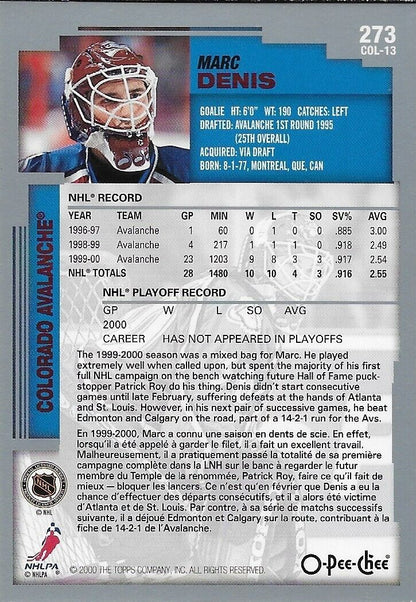 273
COL-13
MARC
DENIS
GOALIE HT: 6'0" WT: 190 CATCHES: LEFT
DRAFTED: AVALANCHE 1ST ROUND 1995
(25TH OVERALL)
ACQUIRED: VIA DRAFT
BORN: 8-1-77, MONTREAL, QUE, CAN
COLORADO AVALANCHE®
NHL® RECORD
YEAR TEAM GP MIN W L T SO SV% AVG
1996-97 Avalanche 1 60 0 1 0 0 .885 3.00
1998-99 Avalanche 4 217 1 1 1 0 .918 2.49
1999-00 Avalanche 23 1203 9 8 3 3 .917 2.54
NHL® TOTALS 28 1480 10 10 4 3 .916 2.55
NHL® PLAYOFF RECORD
GP W L SO AVG
2000
CAREER HAS NOT APPEARED IN PLAYOFFS
The 1999-2000 season was a mixed bag for Marc. He played
extremely well when called upon, but spent the majority of his first
full NHL campaign on the bench watching future Hall of Fame puck-
stopper Patrick Roy do his thing. Denis didn't start consecutive
games until late February, suffering defeats at the hands of Atlanta
and St. Louis. However, in his next pair of successive games, he beat
Edmonton and Calgary on the road, part of a 14-2-1 run for the Avs.
En 1999-2000, Marc a connu une saison en dents de scie. En effet,
lorsqu'il a été appelé à garder le filet, il a fait un excellent travail.
Malheureusement, il a pratiquement passé la totalité de sa première
campagne complète dans la LNH sur le banc à regarder le futur
membre du Temple de la renommée, Patrick Roy, faire ce qu'il fait de
mieux — bloquer les lancers. Ce n'est qu'en février que Denis a eu la
chance d'effectuer des départs consécutifs, et il a alors été victime
d'Atlanta et de St. Louis. Par contre, à sa série de matchs successifs
suivante, il a déjoué Edmonton et Calgary sur la route, contribuant à la
fiche de 14-2-1 de l'Avalanche.
NHL
© NHL
NHLPA
© NHLPA
© 2000 THE TOPPS COMPANY, INC. ALL RIGHTS RESERVED.
O-Pee-Chee